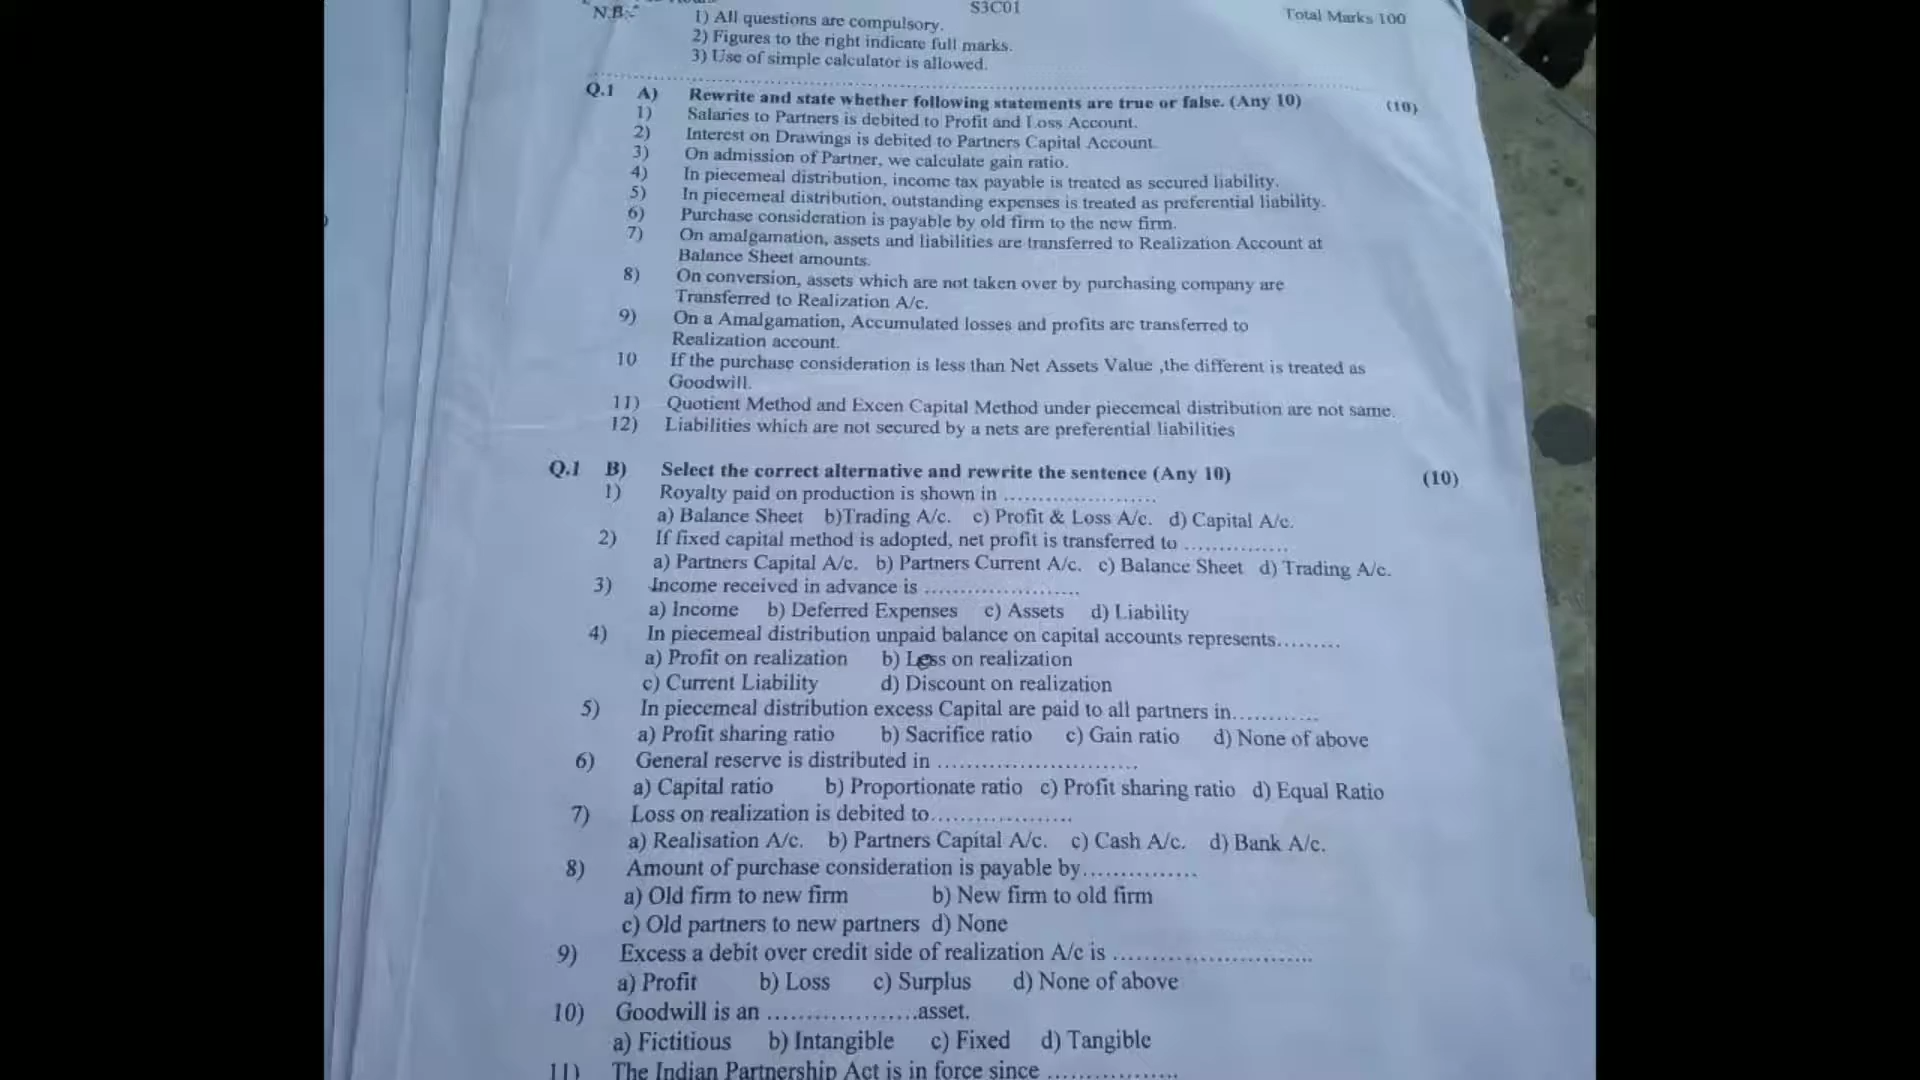 N.B:-
S3C01
Total Marks 100
1) All questions are compulsory.
2) Figures to the right indicate full marks.
3) Use of simple calculator is allowed.
Q.1 A) Rewrite and state whether following statements are true or false. (Any 10) (10)
1) Salaries to Partners is debited to Profit and Loss Account.
2) Interest on Drawings is debited to Partners Capital Account.
3) On admission of Partner, we calculate gain ratio.
4) In piecemeal distribution, income tax payable is treated as secured liability.
5) In piecemeal distribution, outstanding expenses is treated as preferential liability.
6) Purchase consideration is payable by old firm to the new firm.
7) On amalgamation, assets and liabilities are transferred to Realization Account at
Balance Sheet amounts.
8) On conversion, assets which are not taken over by purchasing company are
Transferred to Realization A/c.
9) On a Amalgamation, Accumulated losses and profits are transferred to
Realization account.
10 If the purchase consideration is less than Net Assets Value ,the different is treated as
Goodwill.
11) Quotient Method and Excen Capital Method under piecemeal distribution are not same.
12) Liabilities which are not secured by a nets are preferential liabilities
Q.1 B) Select the correct alternative and rewrite the sentence (Any 10) (10)
1) Royalty paid on production is shown in ......................
a) Balance Sheet b)Trading A/c. c) Profit & Loss A/c. d) Capital A/c.
2) If fixed capital method is adopted, net profit is transferred to ...............
a) Partners Capital A/c. b) Partners Current A/c. c) Balance Sheet d) Trading A/c.
3) Income received in advance is ......................
a) Income b) Deferred Expenses c) Assets d) Liability
4) In piecemeal distribution unpaid balance on capital accounts represents.........
a) Profit on realization b) Less on realization
c) Current Liability d) Discount on realization
5) In piecemeal distribution excess Capital are paid to all partners in............
a) Profit sharing ratio b) Sacrifice ratio c) Gain ratio d) None of above
6) General reserve is distributed in ...........................
a) Capital ratio b) Proportionate ratio c) Profit sharing ratio d) Equal Ratio
7) Loss on realization is debited to...................
a) Realisation A/c. b) Partners Capital A/c. c) Cash A/c. d) Bank A/c.
8) Amount of purchase consideration is payable by...............
a) Old firm to new firm b) New firm to old firm
c) Old partners to new partners d) None
9) Excess a debit over credit side of realization A/c is ..........................
a) Profit b) Loss c) Surplus d) None of above
10) Goodwill is an ...................asset.
a) Fictitious b) Intangible c) Fixed d) Tangible
11) The Indian Partnership Act is in force since .................